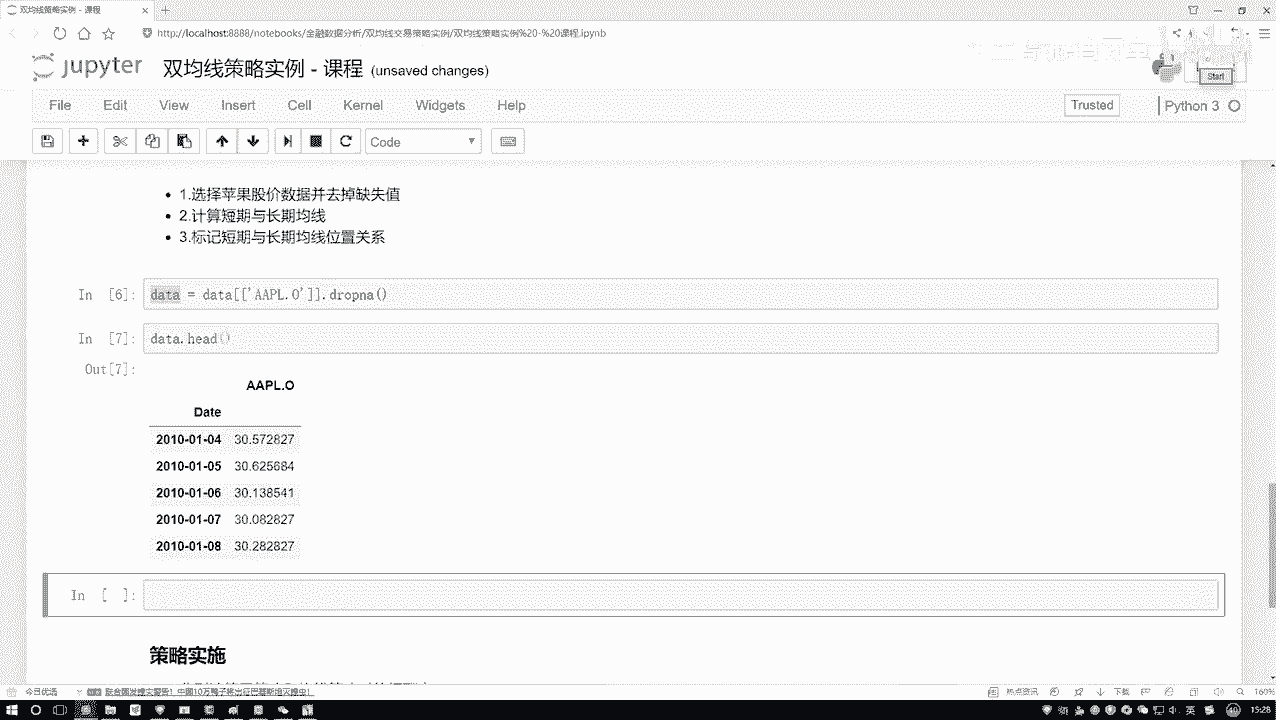 双均线策略实例 - 课程
http://localhost:8888/notebooks/金融数据分析/双均线交易策略实例/双均线策略实例%20-%20课程.ipynb
jupyter 双均线策略实例 - 课程 (unsaved changes)
Start
File Edit View Insert Cell Kernel Widgets Help
Trusted
Python 3
Code
1.选择苹果股价数据并去掉缺失值
2.计算短期与长期均线
3.标记短期与长期均线位置关系
In [6]: data = data[['AAPL.O']].dropna()
In [7]: data.head()
Out[7]:
AAPL.O
Date
2010-01-04 30.572827
2010-01-05 30.625684
2010-01-06 30.138541
2010-01-07 30.082827
2010-01-08 30.282827
In [ ]:
策略实施
今日优选
热点资讯
下载
160%
英
15:28